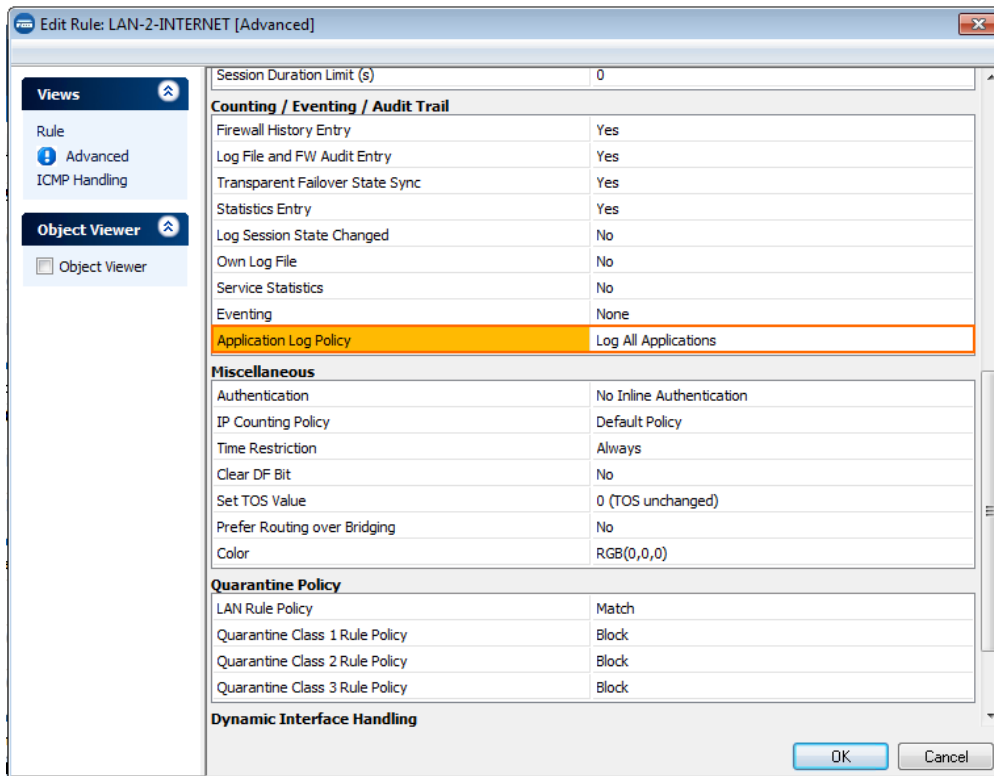 Edit Rule: LAN-2-INTERNET [Advanced]
Views
Rule
Advanced
ICMP Handling
Object Viewer
Object Viewer
Session Duration Limit (s) 0
Counting / Eventing / Audit Trail
Firewall History Entry Yes
Log File and FW Audit Entry Yes
Transparent Failover State Sync Yes
Statistics Entry Yes
Log Session State Changed No
Own Log File No
Service Statistics No
Eventing None
Application Log Policy Log All Applications
Miscellaneous
Authentication No Inline Authentication
IP Counting Policy Default Policy
Time Restriction Always
Clear DF Bit No
Set TOS Value 0 (TOS unchanged)
Prefer Routing over Bridging No
Color RGB(0,0,0)
Quarantine Policy
LAN Rule Policy Match
Quarantine Class 1 Rule Policy Block
Quarantine Class 2 Rule Policy Block
Quarantine Class 3 Rule Policy Block
Dynamic Interface Handling
OK Cancel